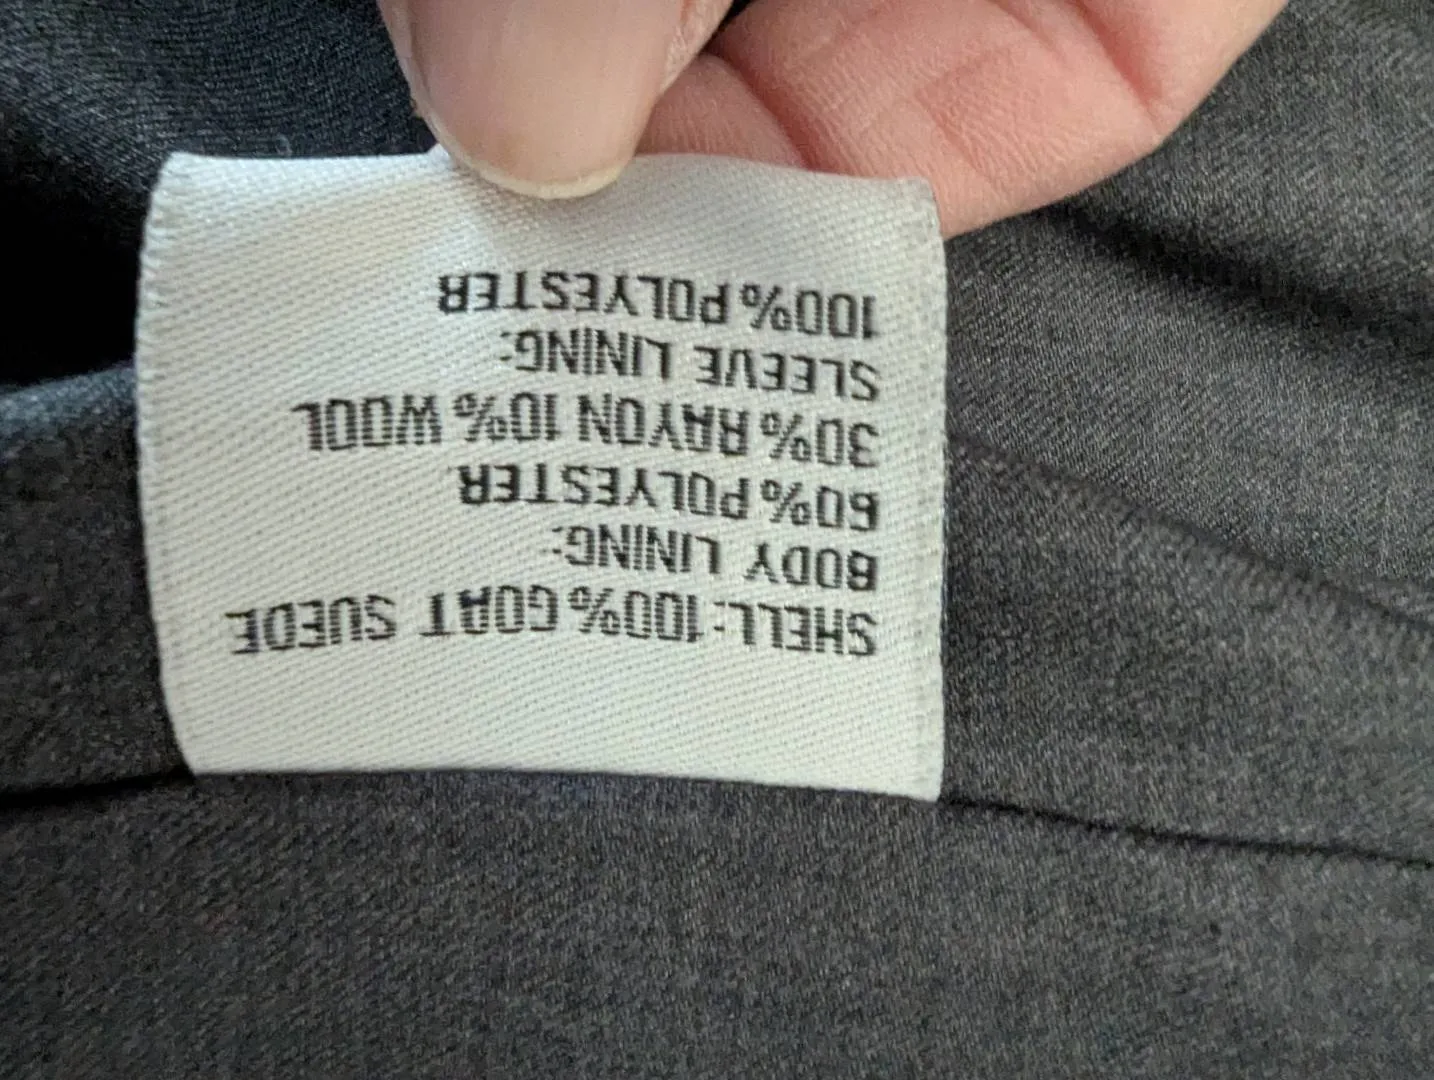 SHELL: 100% GOAT SUEDE
BODY LINING:
60% POLYESTER
30% RAYON 10% WOOL
SLEEVE LINING:
100% POLYESTER